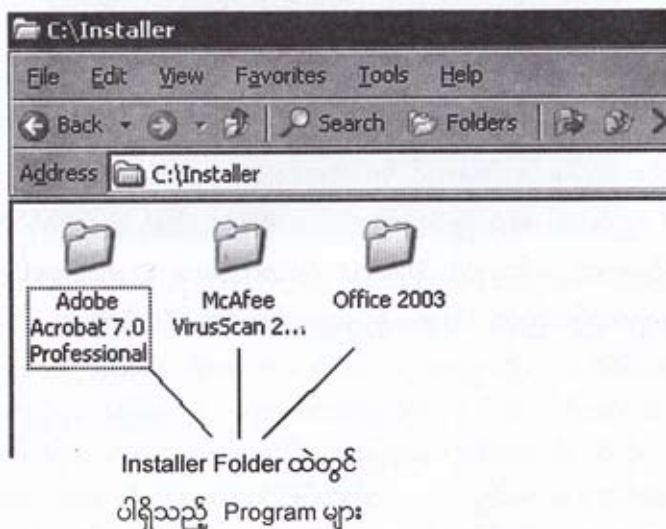 C:\Installer
File Edit View Favorites Tools Help
Back Search Folders
Address C:\Installer
Adobe Acrobat 7.0 Professional
McAfee VirusScan 2...
Office 2003
Installer Folder ထဲတွင်
ပါရှိသည့် Program များ